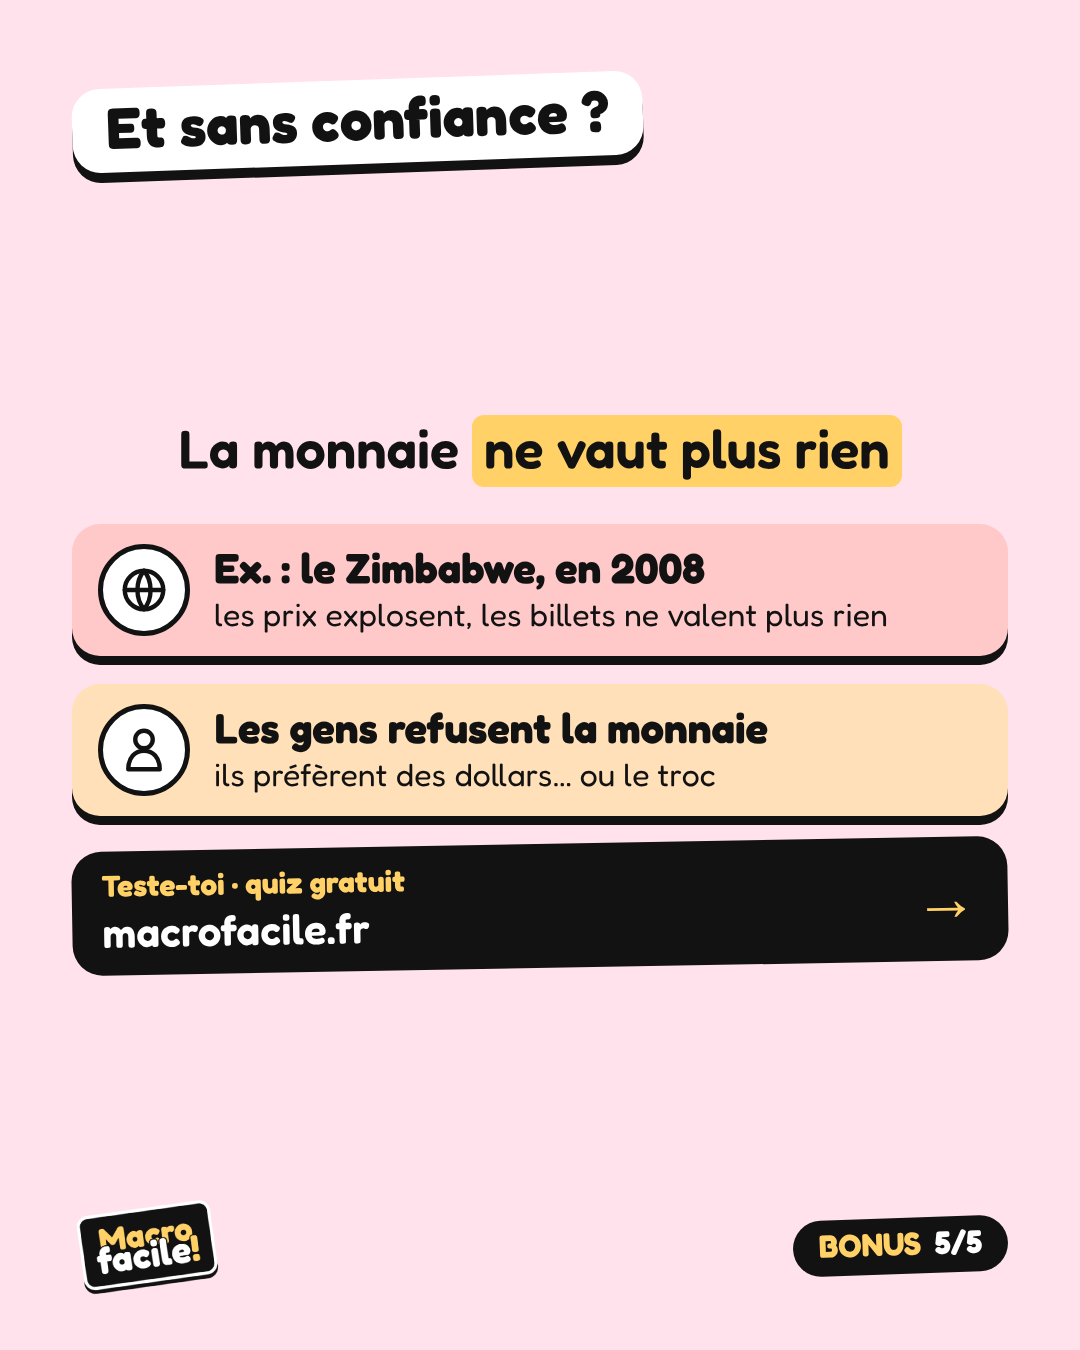 Et sans confiance ?
La monnaie ne vaut plus rien
Ex. : le Zimbabwe, en 2008
les prix explosent, les billets ne valent plus rien
Les gens refusent la monnaie
ils préfèrent des dollars... ou le troc
Teste-toi · quiz gratuit
macrofacile.fr
→
Macro
facile!
BONUS 5/5